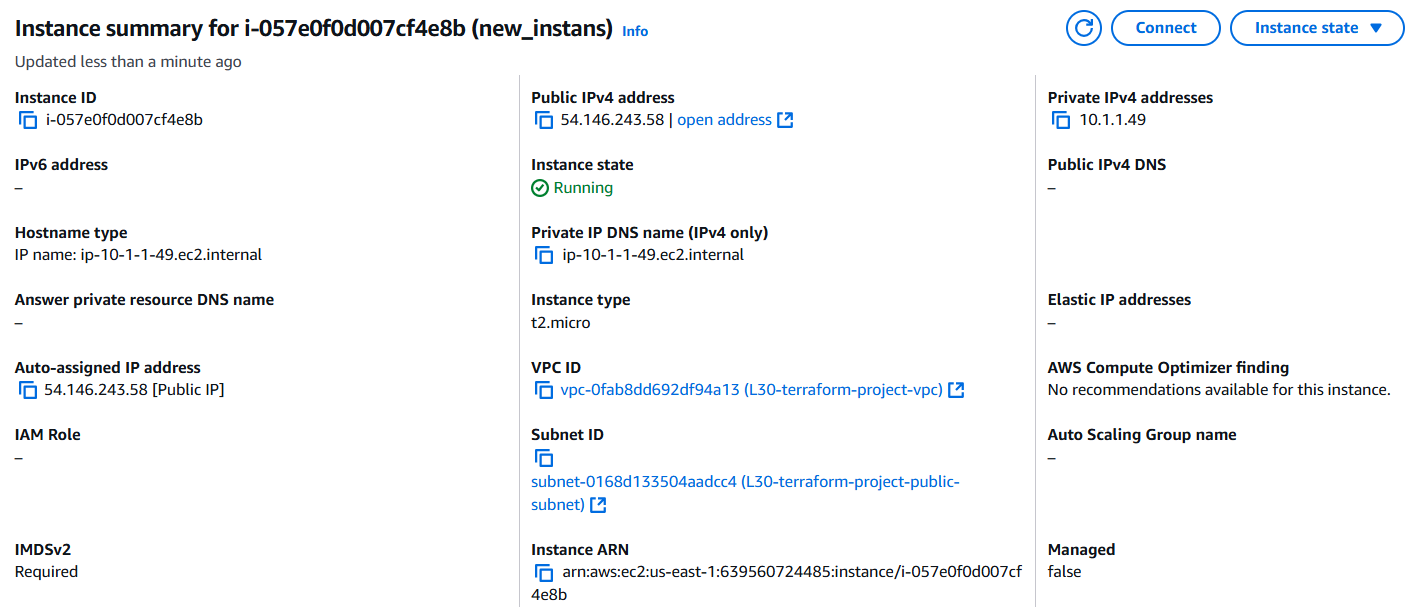 Instance summary for i-057e0f0d007cf4e8b (new_instans) Info
Connect
Instance state
Updated less than a minute ago
Instance ID
i-057e0f0d007cf4e8b
Public IPv4 address
54.146.243.58 | open address
Private IPv4 addresses
10.1.1.49
IPv6 address
–
Instance state
Running
Public IPv4 DNS
–
Hostname type
IP name: ip-10-1-1-49.ec2.internal
Private IP DNS name (IPv4 only)
ip-10-1-1-49.ec2.internal
Answer private resource DNS name
–
Instance type
t2.micro
Elastic IP addresses
–
Auto-assigned IP address
54.146.243.58 [Public IP]
VPC ID
vpc-0fab8dd692df94a13 (L30-terraform-project-vpc)
AWS Compute Optimizer finding
No recommendations available for this instance.
IAM Role
–
Subnet ID
subnet-0168d133504aadcc4 (L30-terraform-project-public-
subnet)
Auto Scaling Group name
–
IMDSv2
Required
Instance ARN
arn:aws:ec2:us-east-1:639560724485:instance/i-057e0f0d007cf
4e8b
Managed
false